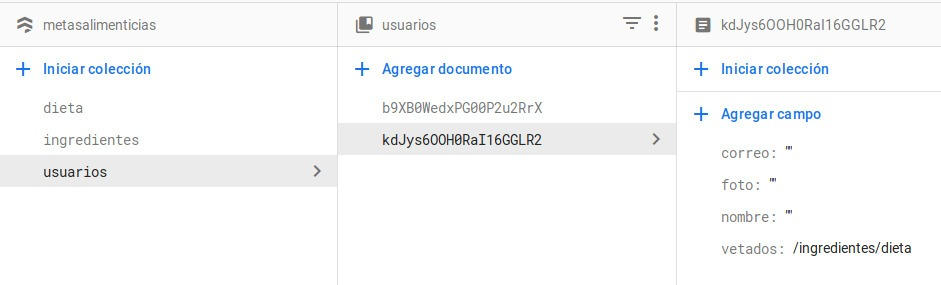 metasalimenticias
Iniciar colección
dieta
ingredientes
usuarios
usuarios
Agregar documento
b9XB0WedxPG00P2u2RrX
kdJys6OOH0RaI16GGLR2
kdJys6OOH0RaI16GGLR2
Iniciar colección
Agregar campo
correo: ""
foto: ""
nombre: ""
vetados: /ingredientes/dieta